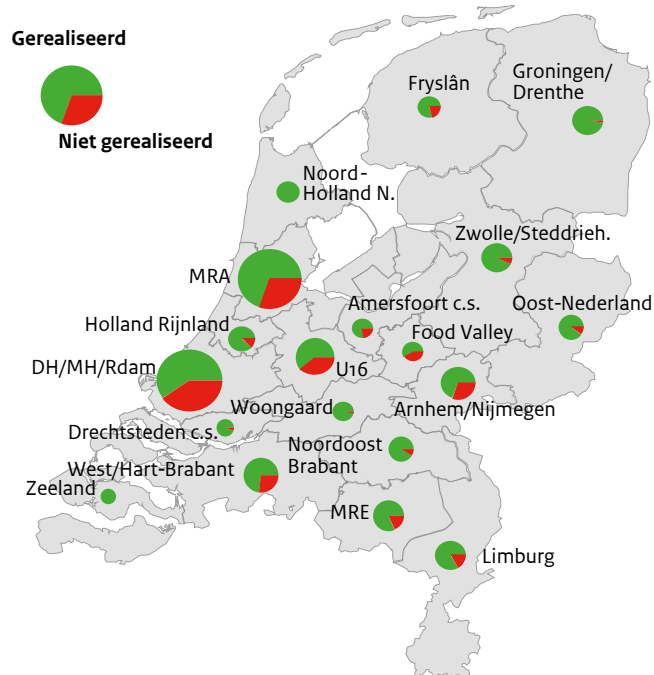 Gerealiseerd
Niet gerealiseerd
Fryslân
Groningen/
Drenthe
Noord-
Holland N.
Zwolle/Steddrieh.
MRA
Amersfoort c.s.
Oost-Nederland
Holland Rijnland
Food Valley
DH/MH/Rdam
U16
Woongaard
Arnhem/Nijmegen
Drechtsteden c.s.
Noordoost
Brabant
West/Hart-Brabant
Zeeland
MRE
Limburg